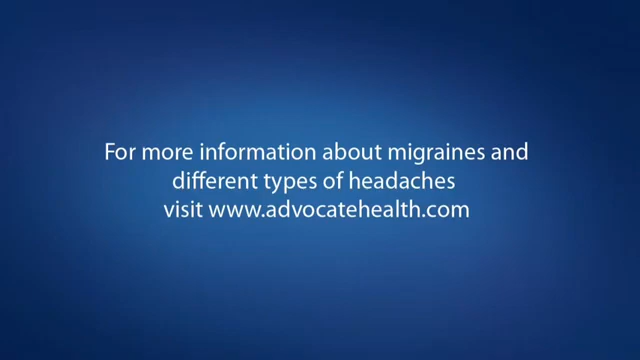 For more information about migraines and
different types of headaches
visit www.advocatehealth.com